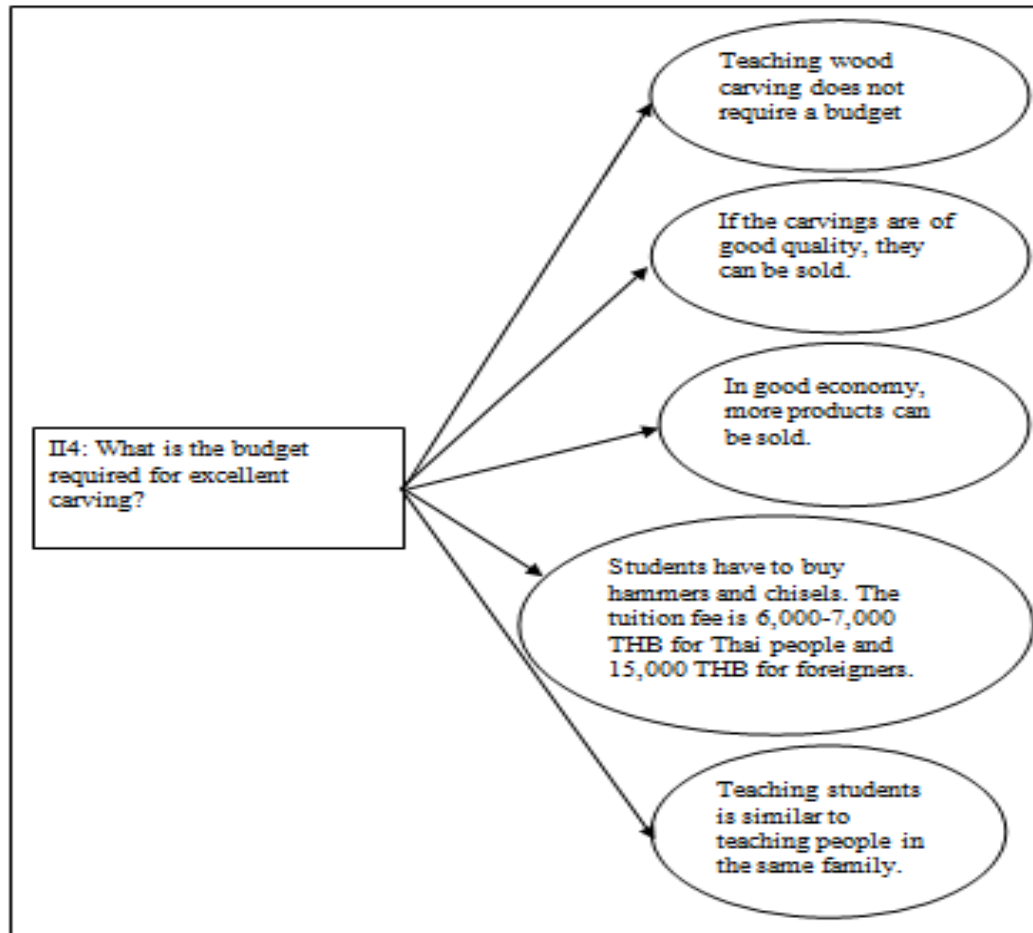 Teaching wood
carving does not
require a budget
If the carvings are of
good quality, they
can be sold.
In good economy,
more products can
be sold.
II4: What is the budget
required for excellent
carving?
Students have to buy
hammers and chisels. The
tuition fee is 6,000-7,000
THB for Thai people and
15,000 THB for foreigners.
Teaching students
is similar to
teaching people in
the same family.